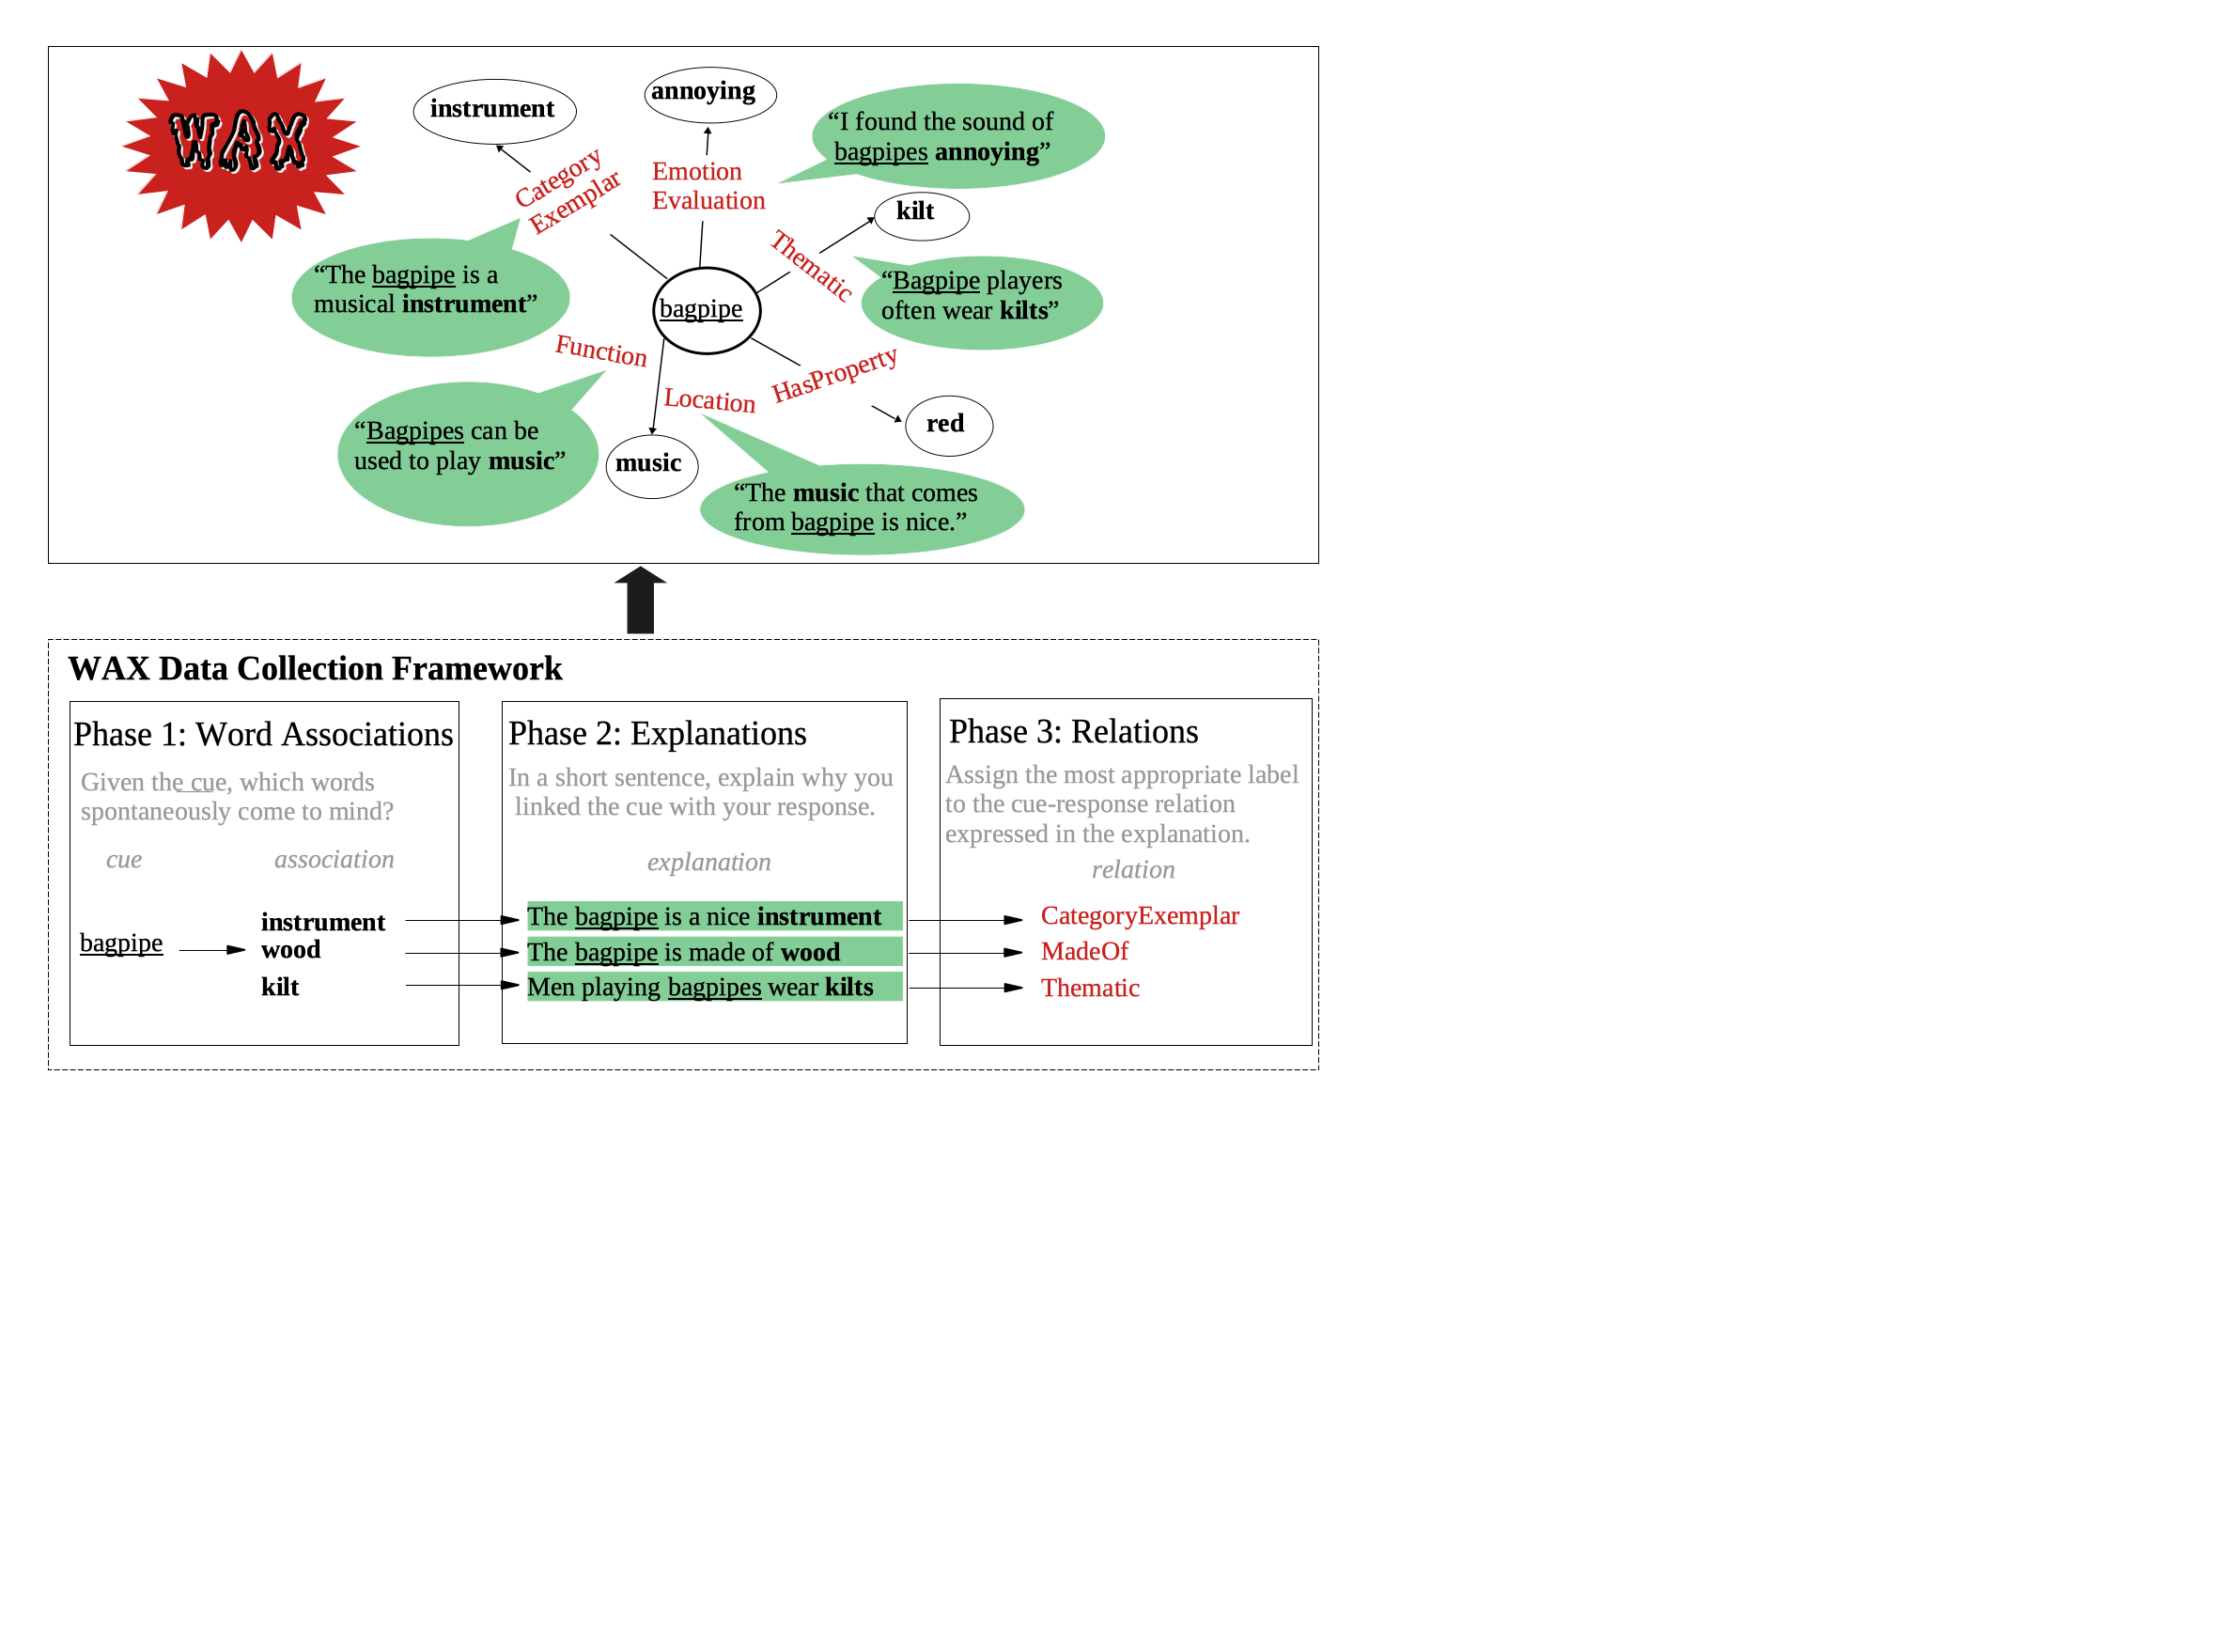 WAX
instrument
annoying
“I found the sound of
bagpipes annoying”
Category
Exemplar
Emotion
Evaluation
kilt
Thematic
“The bagpipe is a
musical instrument”
“Bagpipe players
often wear kilts”
bagpipe
Function
HasProperty
Location
red
“Bagpipes can be
used to play music”
music
“The music that comes
from bagpipe is nice.”
WAX Data Collection Framework
Phase 1: Word Associations
Given the cue, which words
spontaneously come to mind?
cue association
bagpipe
instrument
wood
kilt
Phase 2: Explanations
In a short sentence, explain why you
linked the cue with your response.
explanation
The bagpipe is a nice instrument
The bagpipe is made of wood
Men playing bagpipes wear kilts
Phase 3: Relations
Assign the most appropriate label
to the cue-response relation
expressed in the explanation.
relation
CategoryExemplar
MadeOf
Thematic